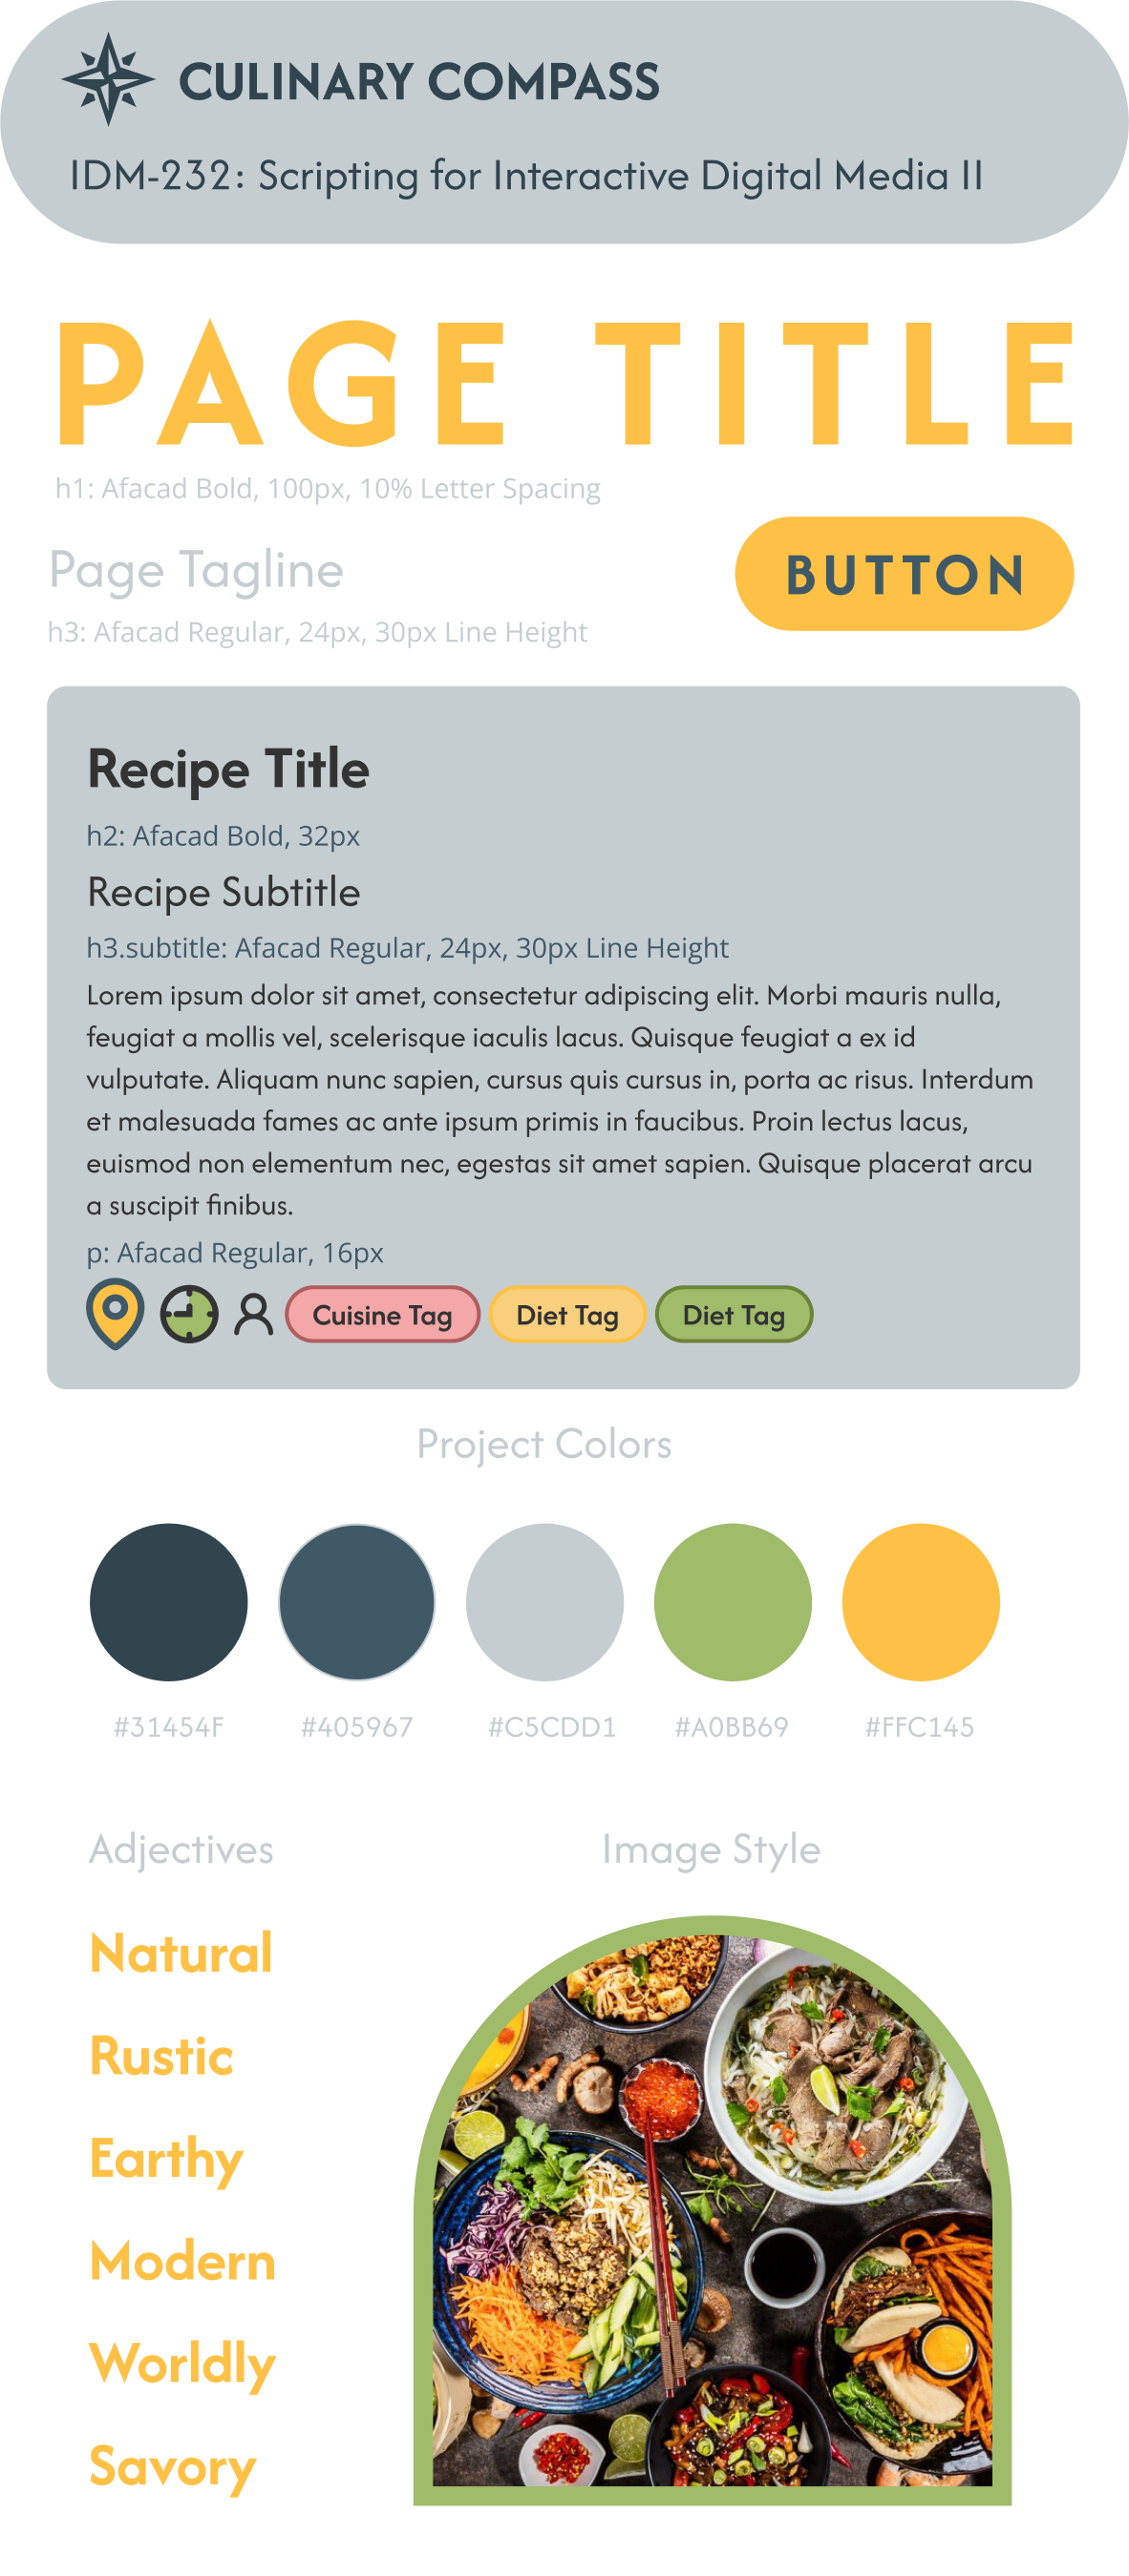 CULINARY COMPASS
IDM-232: Scripting for Interactive Digital Media II
PAGE TITLE
h1: Afacad Bold, 100px, 10% Letter Spacing
Page Tagline
h3: Afacad Regular, 24px, 30px Line Height
BUTTON
Recipe Title
h2: Afacad Bold, 32px
Recipe Subtitle
h3.subtitle: Afacad Regular, 24px, 30px Line Height
Lorem ipsum dolor sit amet, consectetur adipiscing elit. Morbi mauris nulla,
feugiat a mollis vel, scelerisque iaculis lacus. Quisque feugiat a ex id
vulputate. Aliquam nunc sapien, cursus quis cursus in, porta ac risus. Interdum
et malesuada fames ac ante ipsum primis in faucibus. Proin lectus lacus,
euismod non elementum nec, egestas sit amet sapien. Quisque placerat arcu
a suscipit finibus.
p: Afacad Regular, 16px
Cuisine Tag
Diet Tag
Diet Tag
Project Colors
#31454F
#405967
#C5CDD1
#A0BB69
#FFC145
Adjectives
Natural
Rustic
Earthy
Modern
Worldly
Savory
Image Style